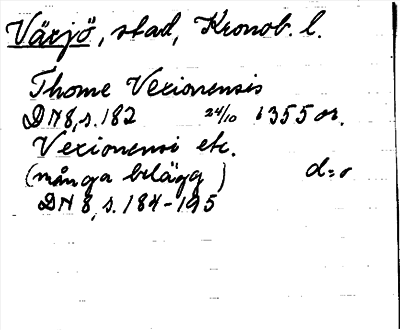 Växjö, stad, Kronob. l.
Thome Vexionensis
DN 8, s. 182 24/10 1355 or.
Vexionensi etc.
(många belägg) d:o
DN 8, s. 184-195